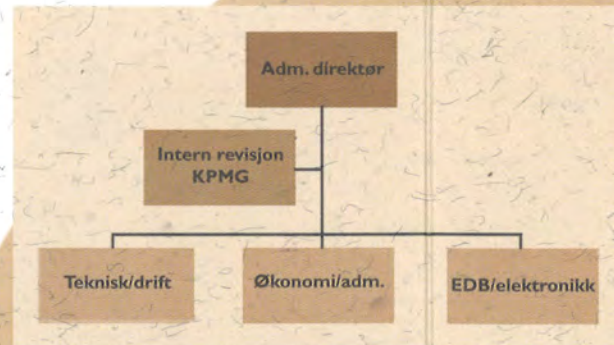 Adm. direktør
Intern revisjon
KPMG
Teknisk/drift
Økonomi/adm.
EDB/elektronikk